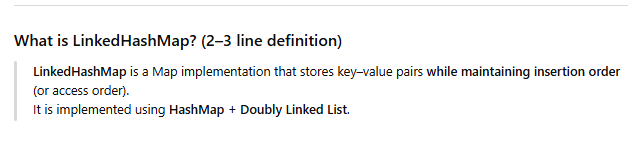 What is LinkedHashMap? (2–3 line definition)
LinkedHashMap is a Map implementation that stores key–value pairs while maintaining insertion order
(or access order).
It is implemented using HashMap + Doubly Linked List.